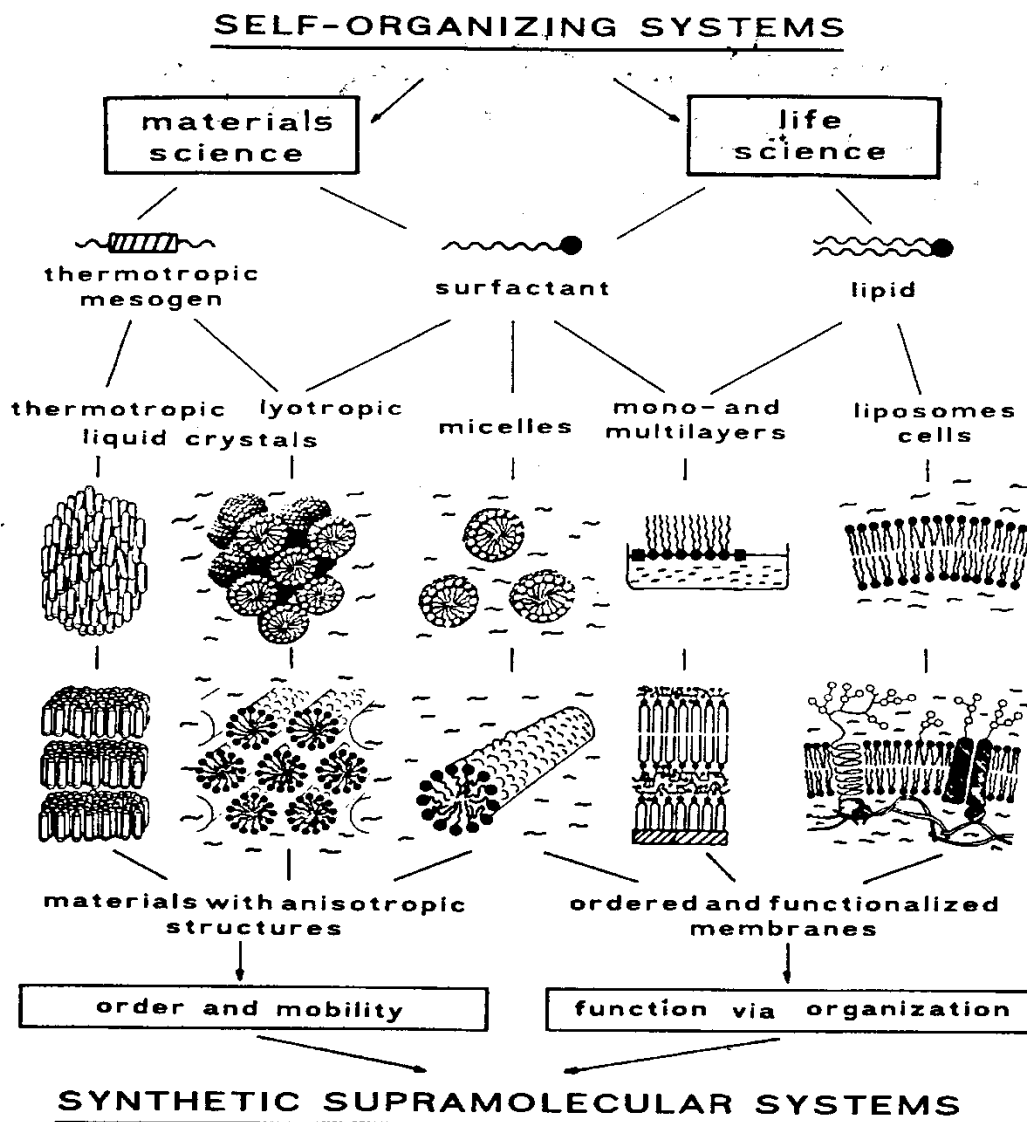 SELF-ORGANIZING SYSTEMS
materials
science
life
science
thermotropic
mesogen
surfactant
lipid
thermotropic lyotropic
liquid crystals
micelles
mono- and
multilayers
liposomes
cells
materials with anisotropic
structures
ordered and functionalized
membranes
order and mobility
function via organization
SYNTHETIC SUPRAMOLECULAR SYSTEMS